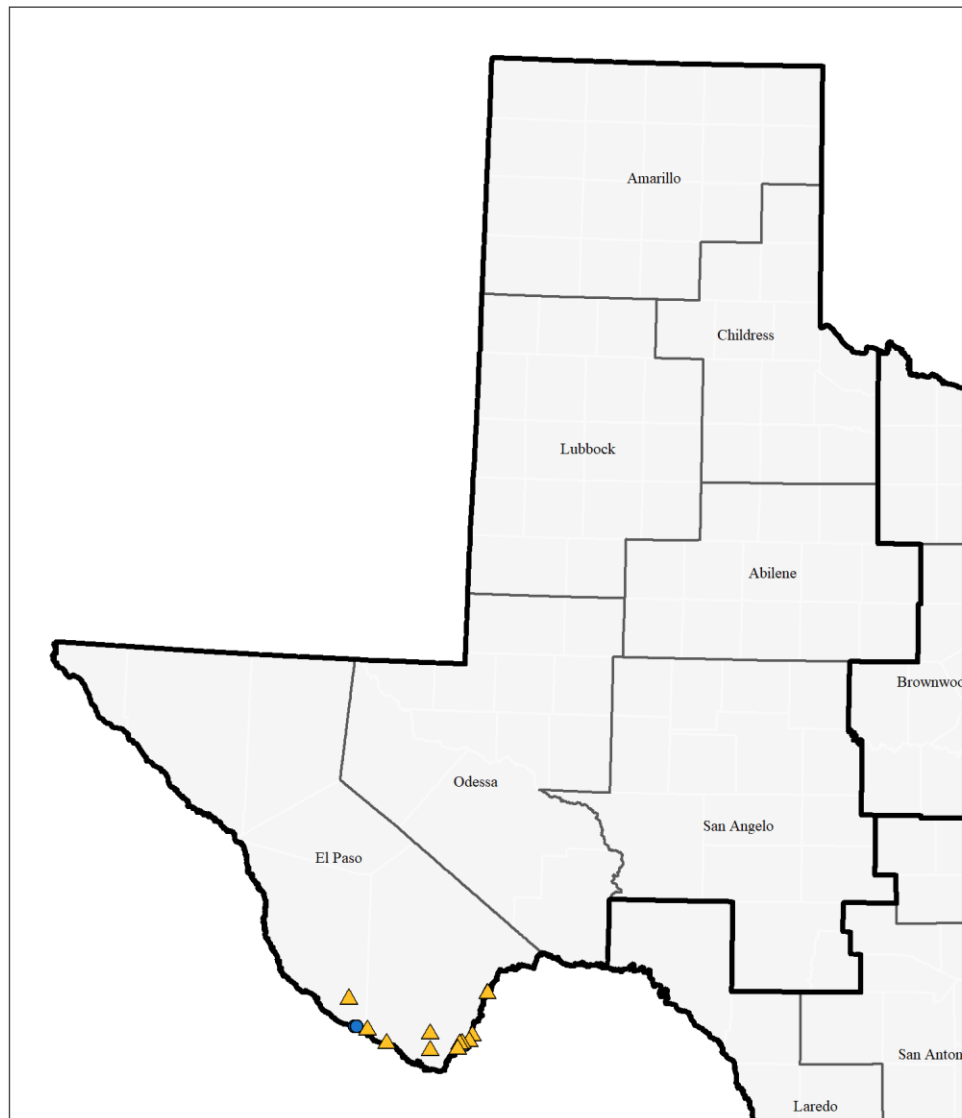 Amarillo
Childress
Lubbock
Abilene
Brownwoo
Odessa
San Angelo
El Paso
San Anton
Laredo